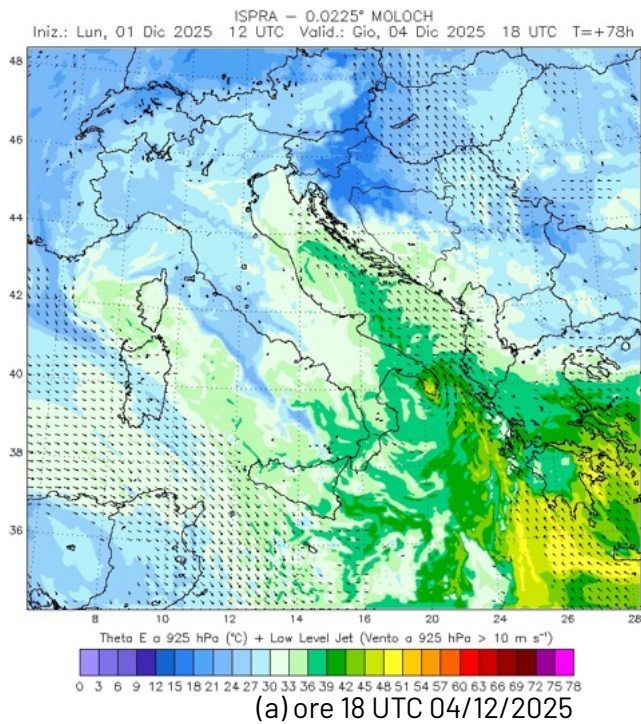 ISPRA – 0.0225° MOLOCH
Iniz.: Lun, 01 Dic 2025 12 UTC Valid.: Gio, 04 Dic 2025 18 UTC T=+78h
48
46
44
42
40
38
36
8 10 12 14 16 18 20 22 24 26 28
Theta E a 925 hPa (°C) + Low Level Jet (Vento a 925 hPa > 10 m s⁻¹)
0 3 6 9 12 15 18 21 24 27 30 33 36 39 42 45 48 51 54 57 60 63 66 69 72 75 78
(a) ore 18 UTC 04/12/2025